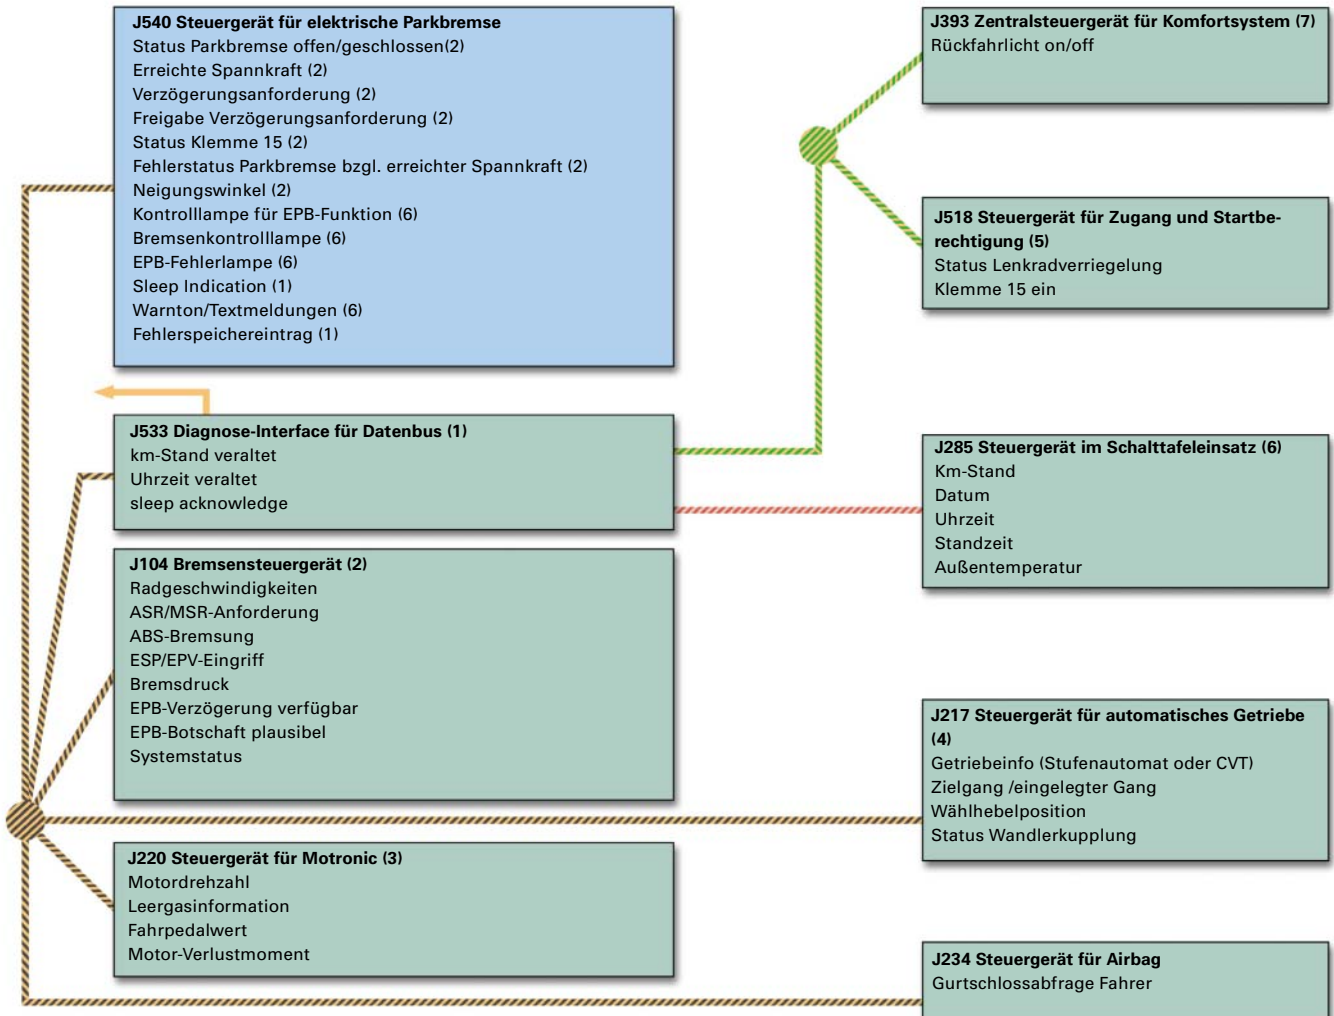 J540 Steuergerät für elektrische Parkbremse
Status Parkbremse offen/geschlossen(2)
Erreichte Spannkraft (2)
Verzögerungsanforderung (2)
Freigabe Verzögerungsanforderung (2)
Status Klemme 15 (2)
Fehlerstatus Parkbremse bzgl. erreichter Spannkraft (2)
Neigungswinkel (2)
Kontrolllampe für EPB-Funktion (6)
Bremsenkontrolllampe (6)
EPB-Fehlerlampe (6)
Sleep Indication (1)
Warnton/Textmeldungen (6)
Fehlerspeichereintrag (1)
J533 Diagnose-Interface für Datenbus (1)
km-Stand veraltet
Uhrzeit veraltet
sleep acknowledge
J104 Bremsensteuergerät (2)
Radgeschwindigkeiten
ASR/MSR-Anforderung
ABS-Bremsung
ESP/EPV-Eingriff
Bremsdruck
EPB-Verzögerung verfügbar
EPB-Botschaft plausibel
Systemstatus
J220 Steuergerät für Motronic (3)
Motordrehzahl
Leergasinformation
Fahrpedalwert
Motor-Verlustmoment
J393 Zentralsteuergerät für Komfortsystem (7)
Rückfahrlicht on/off
J518 Steuergerät für Zugang und Startbe-
rechtigung (5)
Status Lenkradverriegelung
Klemme 15 ein
J285 Steuergerät im Schalttafeleinsatz (6)
Km-Stand
Datum
Uhrzeit
Standzeit
Außentemperatur
J217 Steuergerät für automatisches Getriebe
(4)
Getriebeinfo (Stufenautomat oder CVT)
Zielgang /eingelegter Gang
Wählhebelposition
Status Wandlerkupplung
J234 Steuergerät für Airbag
Gurtschlossabfrage Fahrer